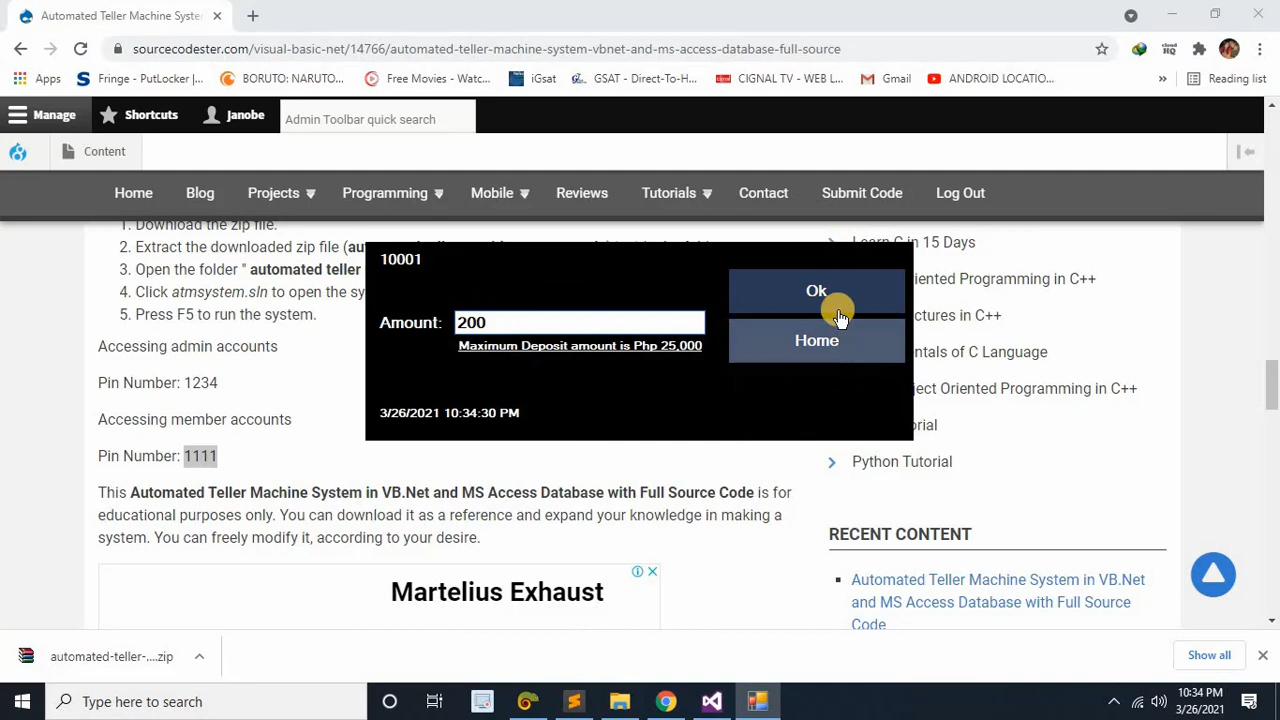 Automated Teller Machine Syste
sourcecodester.com/visual-basic-net/14766/automated-teller-machine-system-vbnet-and-ms-access-database-full-source
Apps
Fringe - PutLocker |...
BORUTO: NARUTO...
Free Movies - Watc...
iGsat
GSAT - Direct-To-H...
CIGNAL TV - WEB L...
Gmail
ANDROID LOCATIO...
»
Reading list
Manage
Shortcuts
Janobe
Admin Toolbar quick search
Content
Home
Blog
Projects
Programming
Mobile
Reviews
Tutorials
Contact
Submit Code
Log Out
1. Download the zip file.
2. Extract the downloaded zip file (
3. Open the folder " automated teller
4. Click atmsystem.sln to open the sy
5. Press F5 to run the system.
Accessing admin accounts
Pin Number: 1234
Accessing member accounts
Pin Number: 1111
This Automated Teller Machine System in VB.Net and MS Access Database with Full Source Code is for
educational purposes only. You can download it as a reference and expand your knowledge in making a
system. You can freely modify it, according to your desire.
Martelius Exhaust
10001
Amount: 200
Maximum Deposit amount is Php 25,000
3/26/2021 10:34:30 PM
Ok
Home
Learn C in 15 Days
iented Programming in C++
uctures in C++
ntals of C Language
ject Oriented Programming in C++
orial
Python Tutorial
RECENT CONTENT
Automated Teller Machine System in VB.Net
and MS Access Database with Full Source
Code
automated-teller-....zip
Show all
Type here to search
10:34 PM
3/26/2021